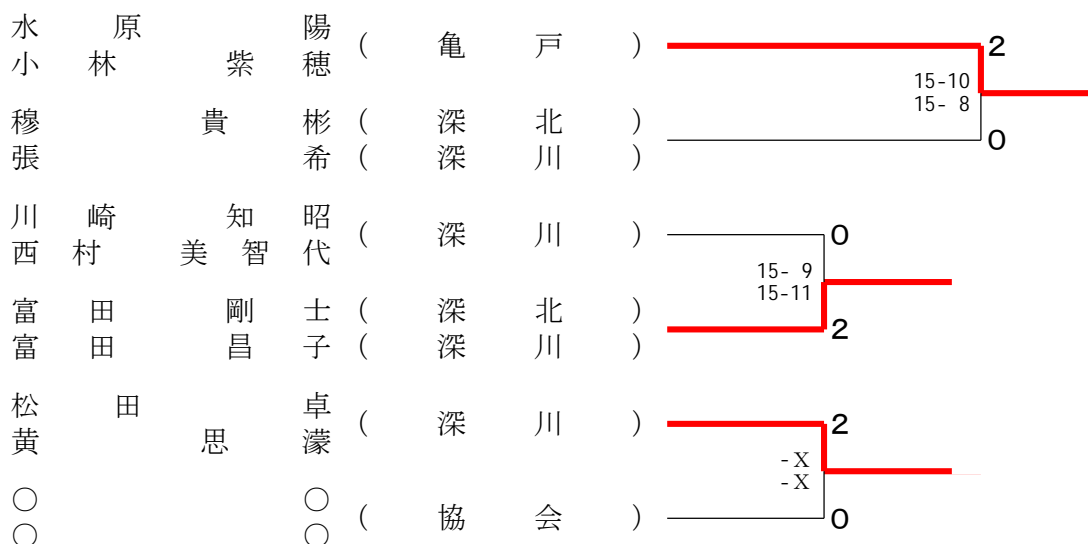 水原 陽
小林 紫穂 (亀戸) 2
15-10
15- 8
穆 貴彬 (深北)
張 希 (深川) 0
川崎 知昭
西村 美智代 (深川) 0
15- 9
15-11
富田 剛士 (深北)
富田 昌子 (深川) 2
松田 卓
黄 思濛 (深川) 2
-X
-X
○ ○
○ ○ (協会) 0